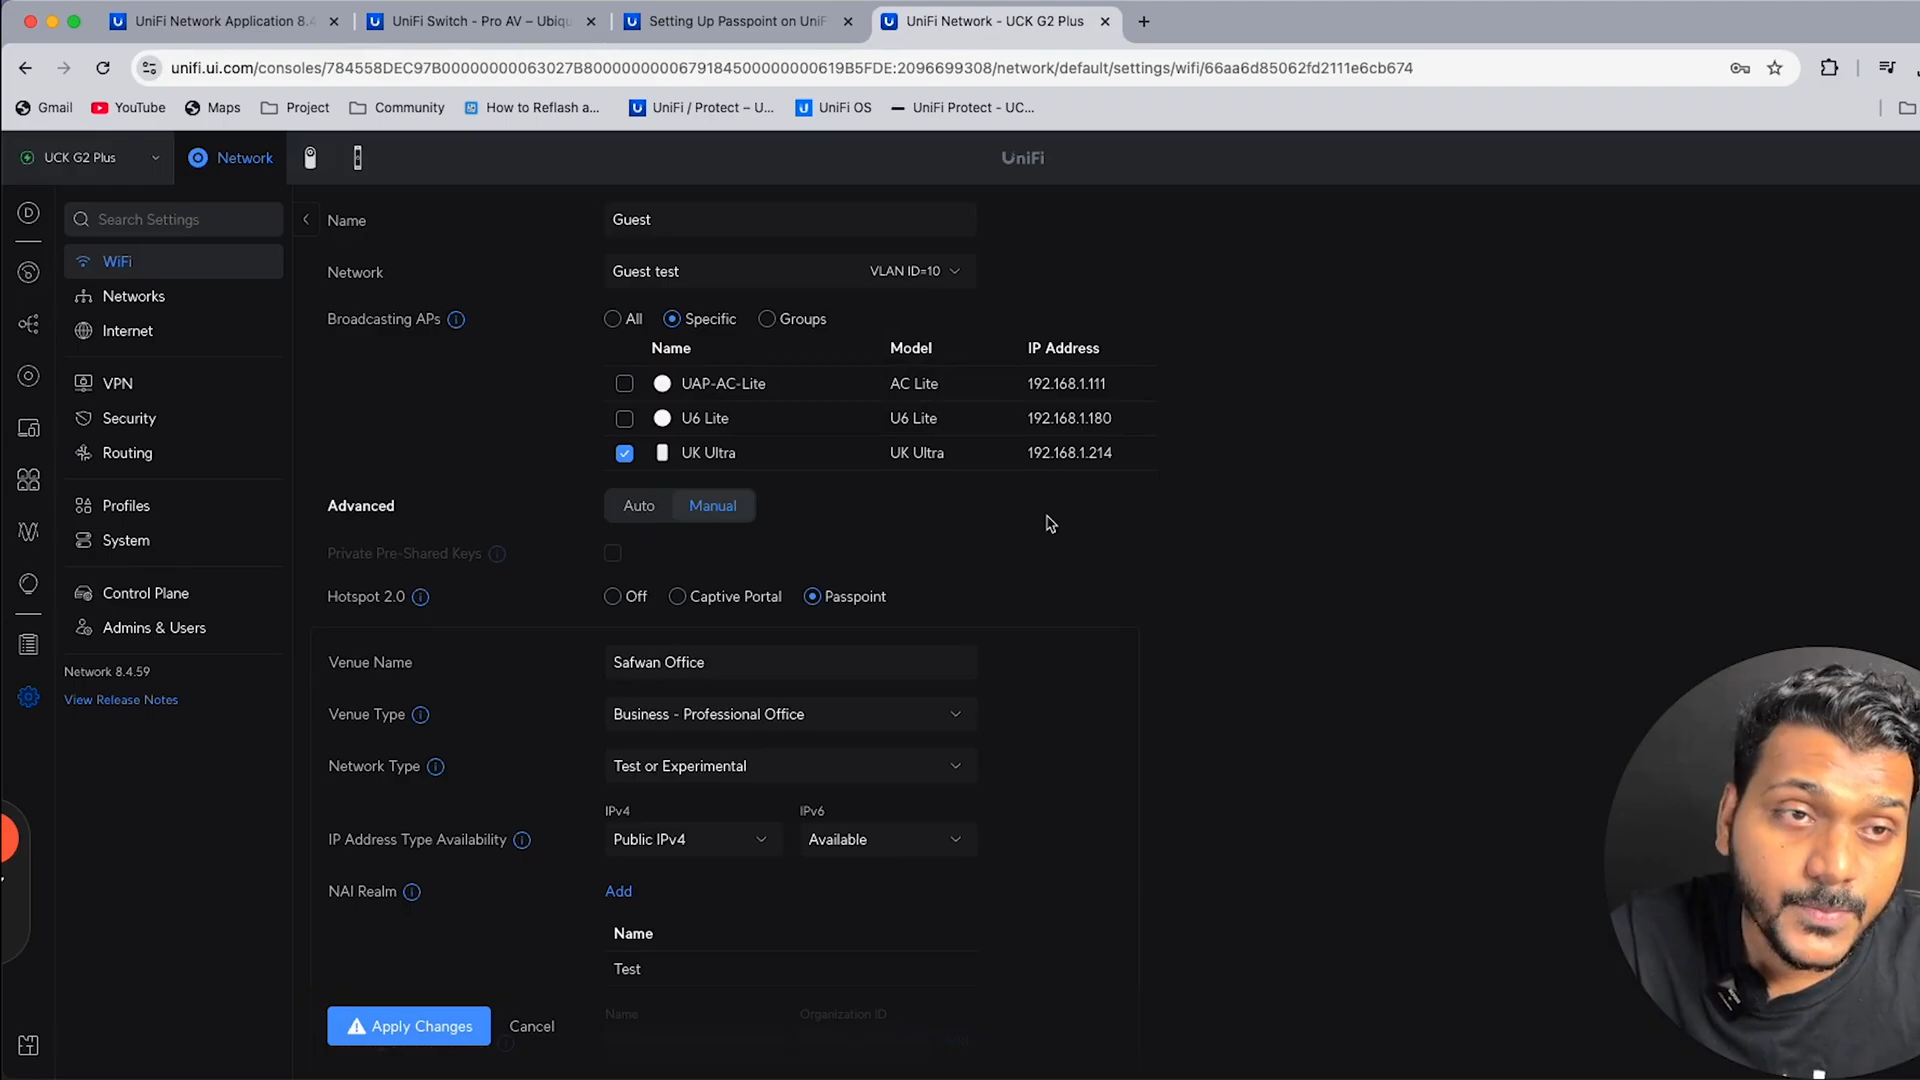 UniFi Network Application 8.4
UniFi Switch - Pro AV – Ubiqu
Setting Up Passpoint on UniF
UniFi Network - UCK G2 Plus
unifi.ui.com/consoles/784558DEC97B00000000063027B80000000000679184500000000619B5FDE:2096699308/network/default/settings/wifi/66aa6d85062fd2111e6cb674
Gmail
YouTube
Maps
Project
Community
How to Reflash a...
UniFi / Protect – U...
UniFi OS
UniFi Protect - UC...
UCK G2 Plus
Network
UniFi
Search Settings
WiFi
Networks
Internet
VPN
Security
Routing
Profiles
System
Control Plane
Admins & Users
Network 8.4.59
View Release Notes
Name
Guest
Network
Guest test VLAN ID=10
Broadcasting APs
All Specific Groups
Name Model IP Address
UAP-AC-Lite AC Lite 192.168.1.111
U6 Lite U6 Lite 192.168.1.180
UK Ultra UK Ultra 192.168.1.214
Advanced
Auto Manual
Private Pre-Shared Keys
Hotspot 2.0
Off Captive Portal Passpoint
Venue Name
Safwan Office
Venue Type
Business - Professional Office
Network Type
Test or Experimental
IPv4 IPv6
IP Address Type Availability
Public IPv4 Available
NAI Realm
Add
Name
Test
Name Organization ID
Apply Changes Cancel